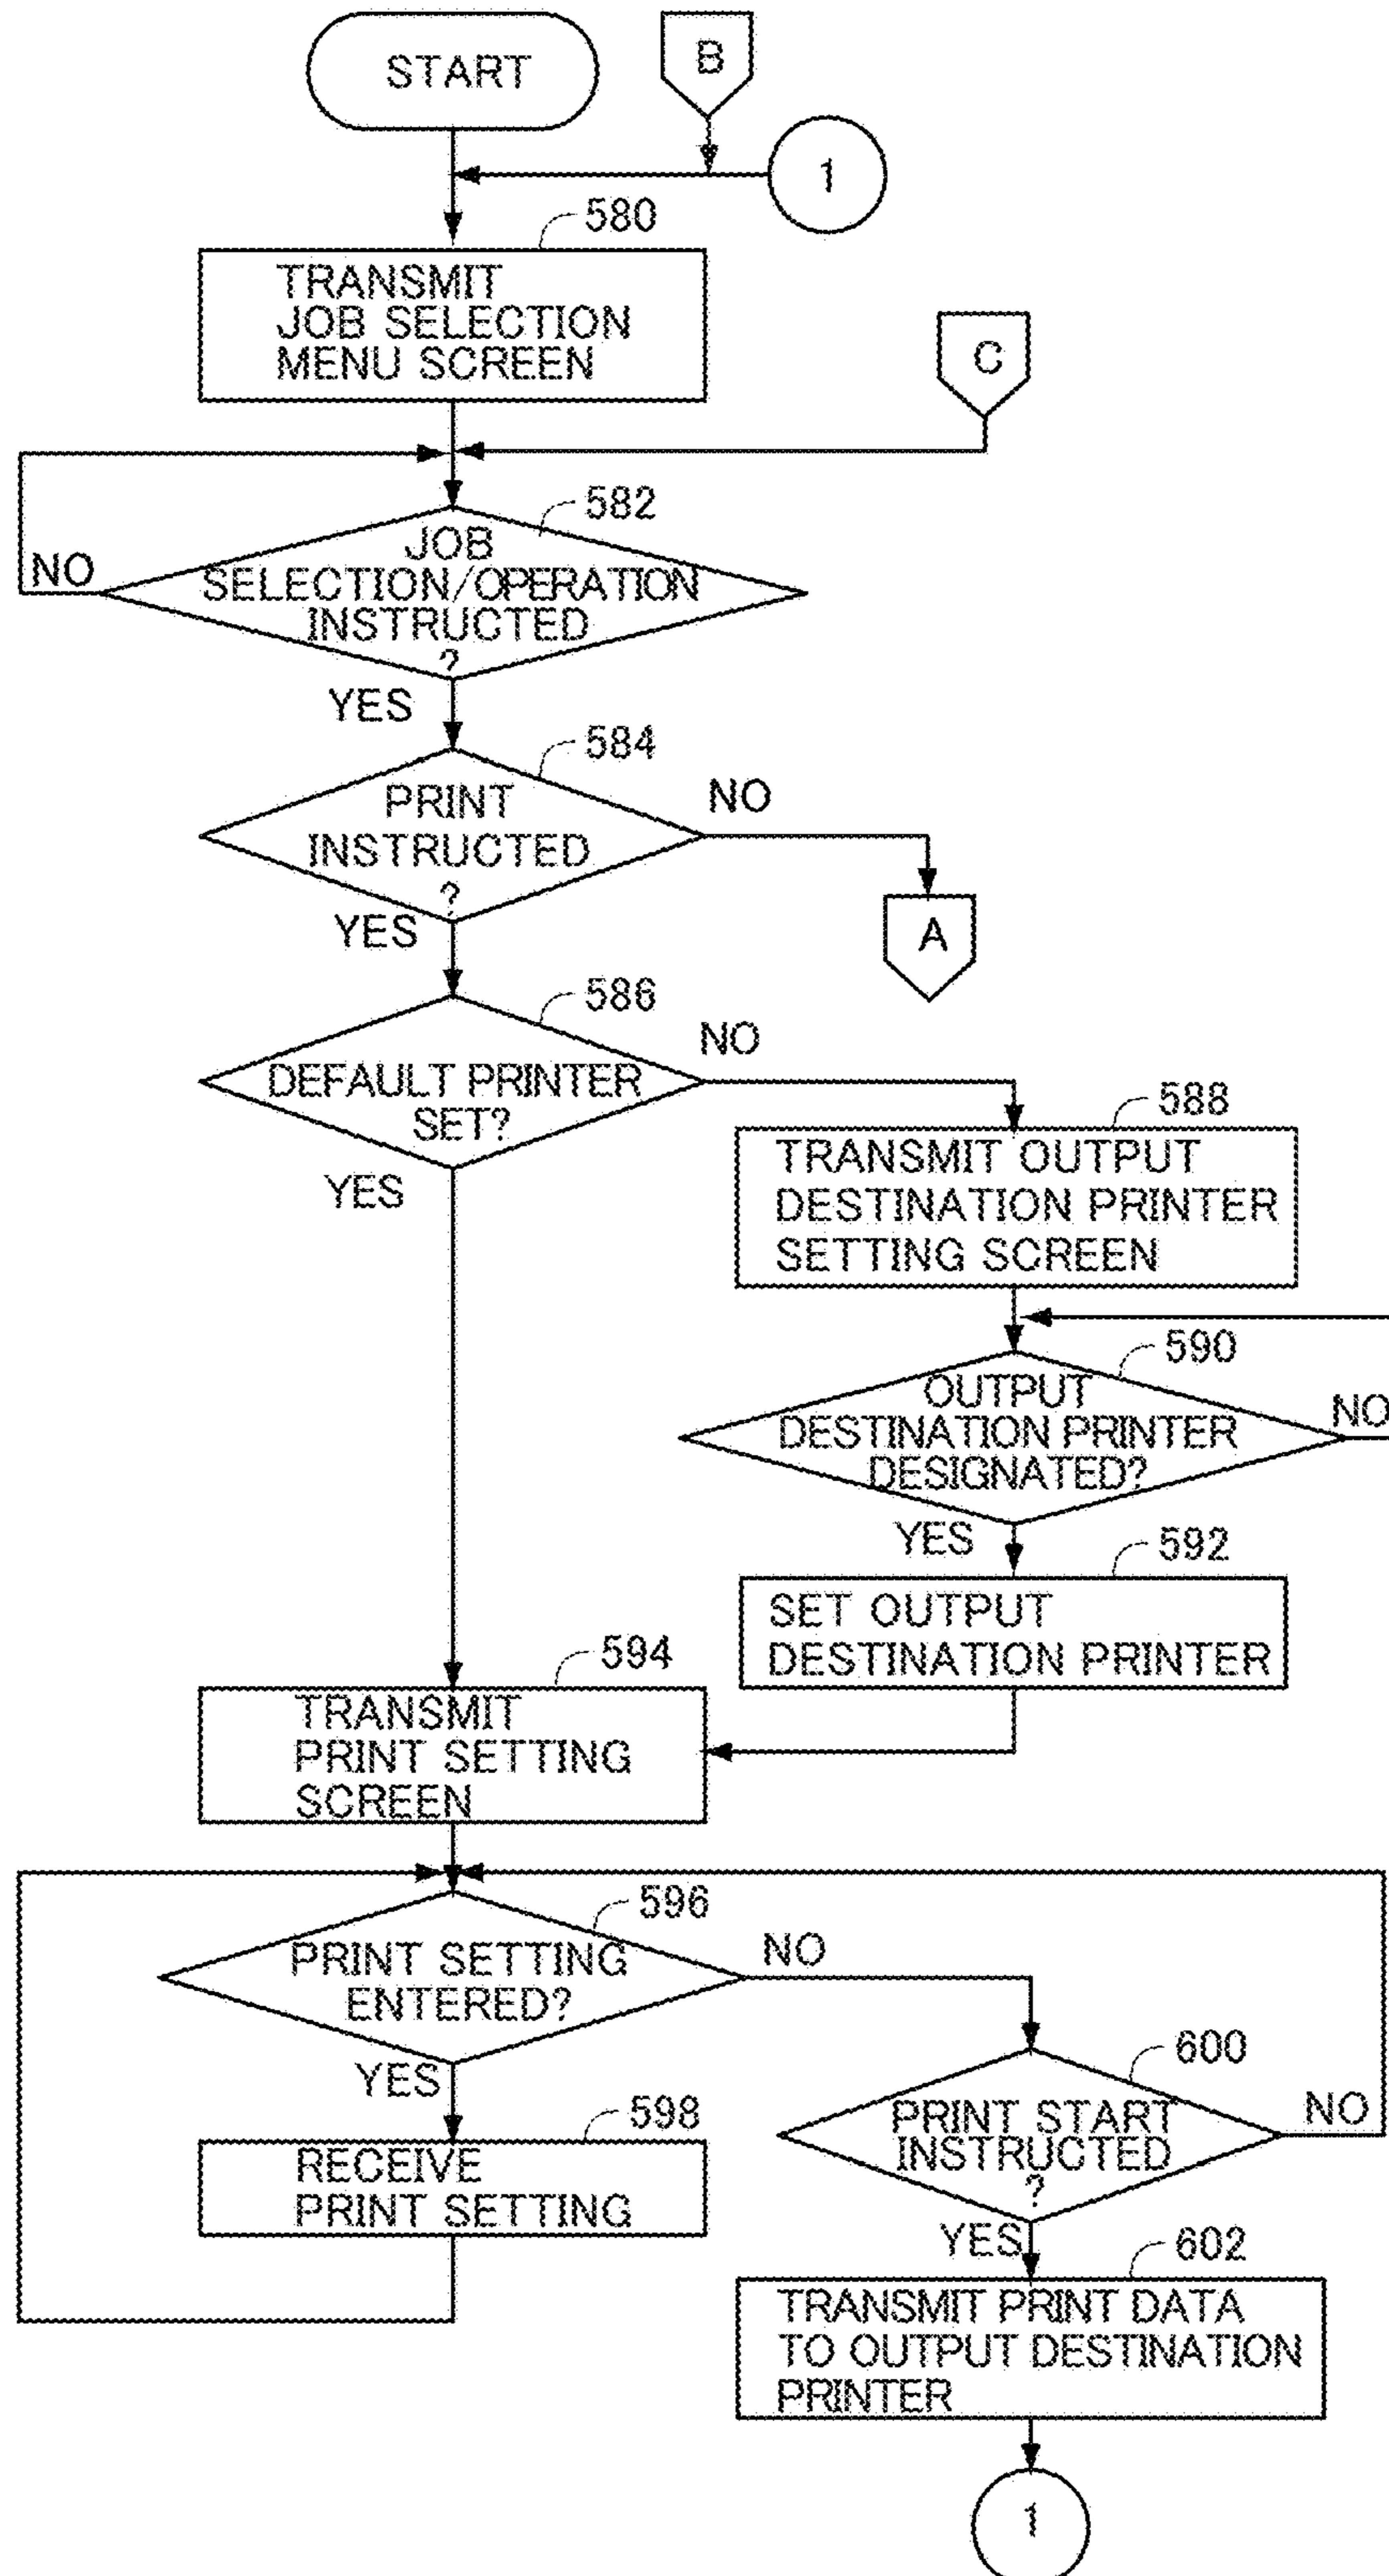 START
B
1
580
TRANSMIT
JOB SELECTION
MENU SCREEN
C
582
JOB
SELECTION/OPERATION
INSTRUCTED
?
NO
YES
584
PRINT
INSTRUCTED
?
NO
A
YES
586
DEFAULT PRINTER
SET?
NO
YES
588
TRANSMIT OUTPUT
DESTINATION PRINTER
SETTING SCREEN
590
OUTPUT
DESTINATION PRINTER
DESIGNATED?
NO
YES
592
SET OUTPUT
DESTINATION PRINTER
594
TRANSMIT
PRINT SETTING
SCREEN
596
PRINT SETTING
ENTERED?
NO
YES
598
RECEIVE
PRINT SETTING
600
PRINT START
INSTRUCTED
?
NO
YES
602
TRANSMIT PRINT DATA
TO OUTPUT DESTINATION
PRINTER
1